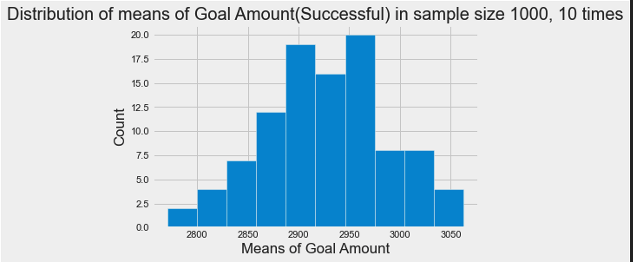 Distribution of means of Goal Amount(Successful) in sample size 1000, 10 times
20.0
17.5
15.0
12.5
10.0
7.5
5.0
2.5
0.0
Count
2800 2850 2900 2950 3000 3050
Means of Goal Amount